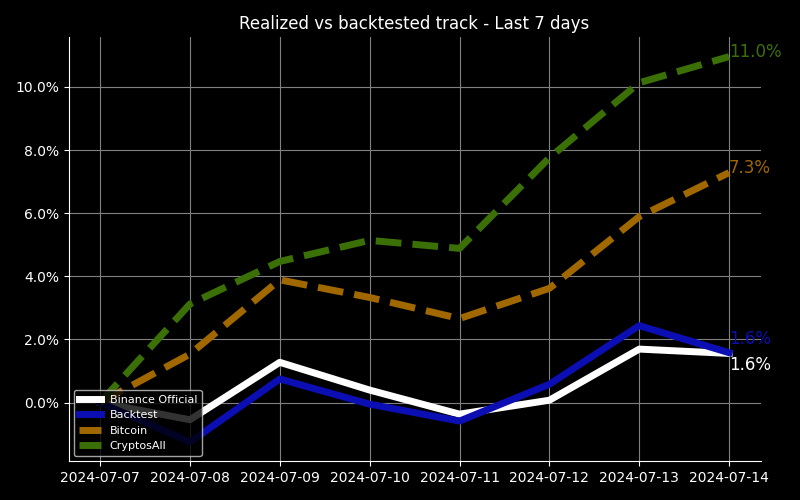 Realized vs backtested track - Last 7 days
11.0%
10.0%
8.0%
7.3%
6.0%
4.0%
2.0%
1.6%
1.6%
0.0%
Binance Official
Backtest
Bitcoin
CryptosAll
2024-07-07 2024-07-08 2024-07-09 2024-07-10 2024-07-11 2024-07-12 2024-07-13 2024-07-14